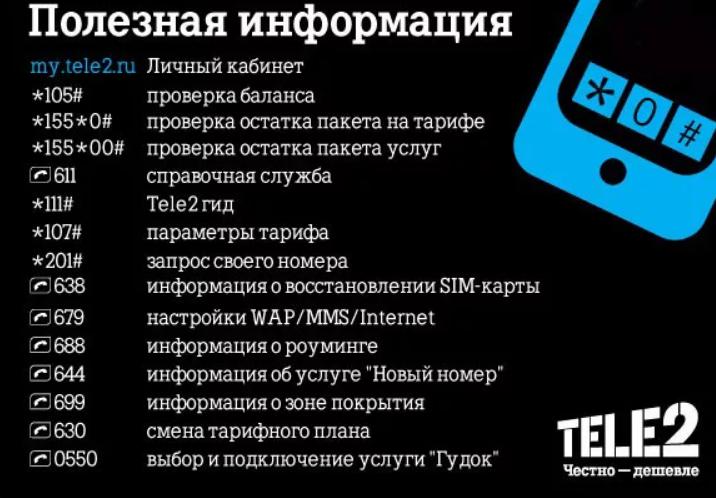 Полезная информация
my.tele2.ru Личный кабинет
*105# проверка баланса
*155*0# проверка остатка пакета на тарифе
*155*00# проверка остатка пакета услуг
611 справочная служба
*111# Tele2 гид
*107# параметры тарифа
*201# запрос своего номера
638 информация о восстановлении SIM-карты
679 настройки WAP/MMS/Internet
688 информация о роуминге
644 информация об услуге "Новый номер"
699 информация о зоне покрытия
630 смена тарифного плана
0550 выбор и подключение услуги "Гудок"
*0#
TELE2
Честно — дешевле